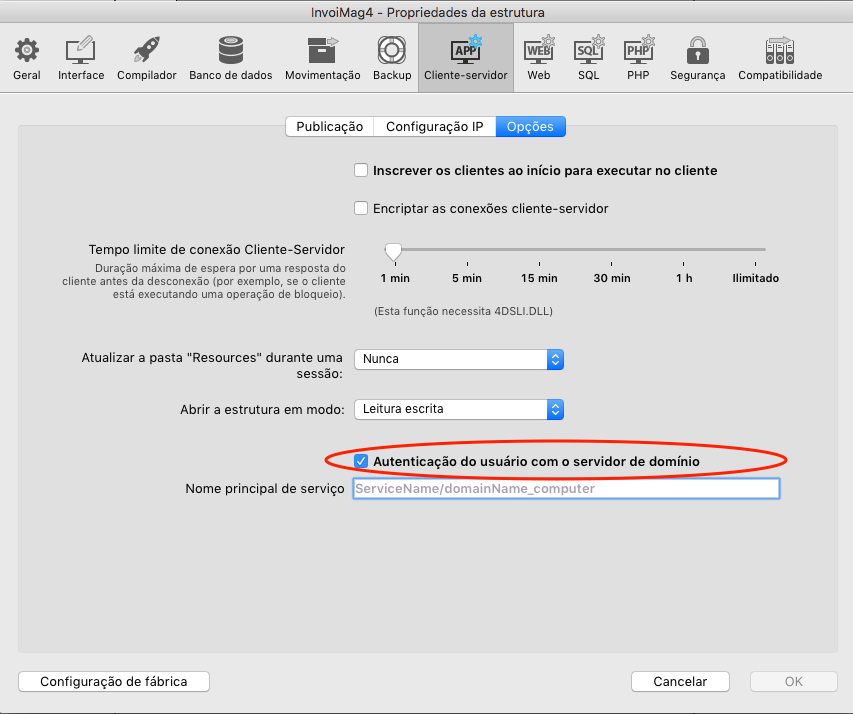 InvoiMag4 - Propriedades da estrutura
Geral
Interface
Compilador
Banco de dados
Movimentação
Backup
APP
Cliente-servidor
WEB
Web
SQL
SQL
PHP
PHP
Segurança
Compatibilidade
Publicação
Configuração IP
Opções
Inscrever os clientes ao início para executar no cliente
Encriptar as conexões cliente-servidor
Tempo limite de conexão Cliente-Servidor
Duração máxima de espera por uma resposta do
cliente antes da desconexão (por exemplo, se o cliente
está executando uma operação de bloqueio).
1 min
5 min
15 min
30 min
1 h
Ilimitado
(Esta função necessita 4DSLI.DLL)
Atualizar a pasta "Resources" durante uma
sessão:
Nunca
Abrir a estrutura em modo:
Leitura escrita
Autenticação do usuário com o servidor de domínio
Nome principal de serviço
ServiceName/domainName_computer
Configuração de fábrica
Cancelar
OK